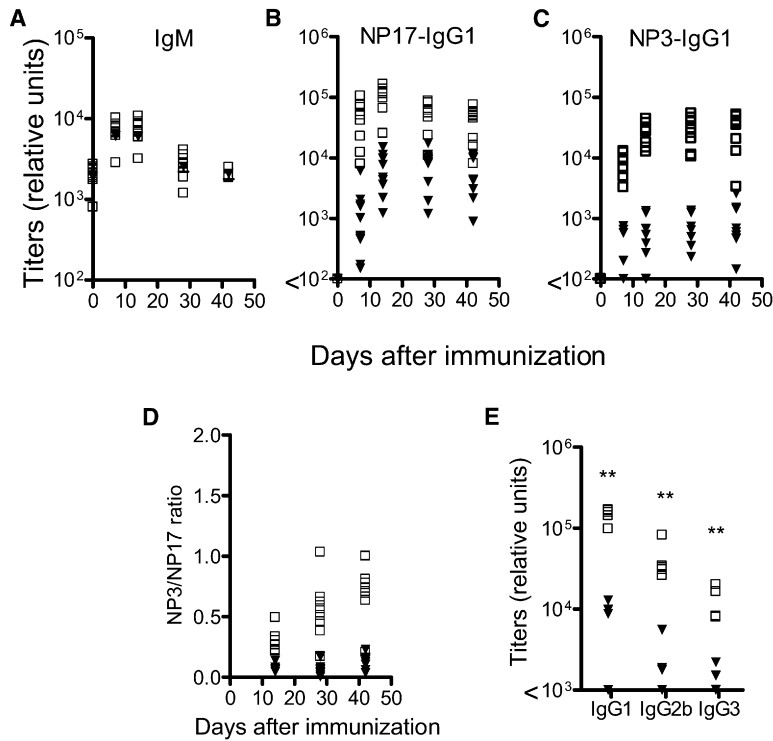 A
IgM
Titers (relative units)
10^5
10^4
10^3
10^2
0 10 20 30 40 50
B
NP17-IgG1
10^6
10^5
10^4
10^3
<10^2
0 10 20 30 40 50
C
NP3-IgG1
10^6
10^5
10^4
10^3
<10^2
0 10 20 30 40 50
Days after immunization
D
NP3/NP17 ratio
2.0
1.5
1.0
0.5
0.0
0 10 20 30 40 50
Days after immunization
E
Titers (relative units)
10^6
10^5
10^4
<10^3
**
**
**
IgG1 IgG2b IgG3